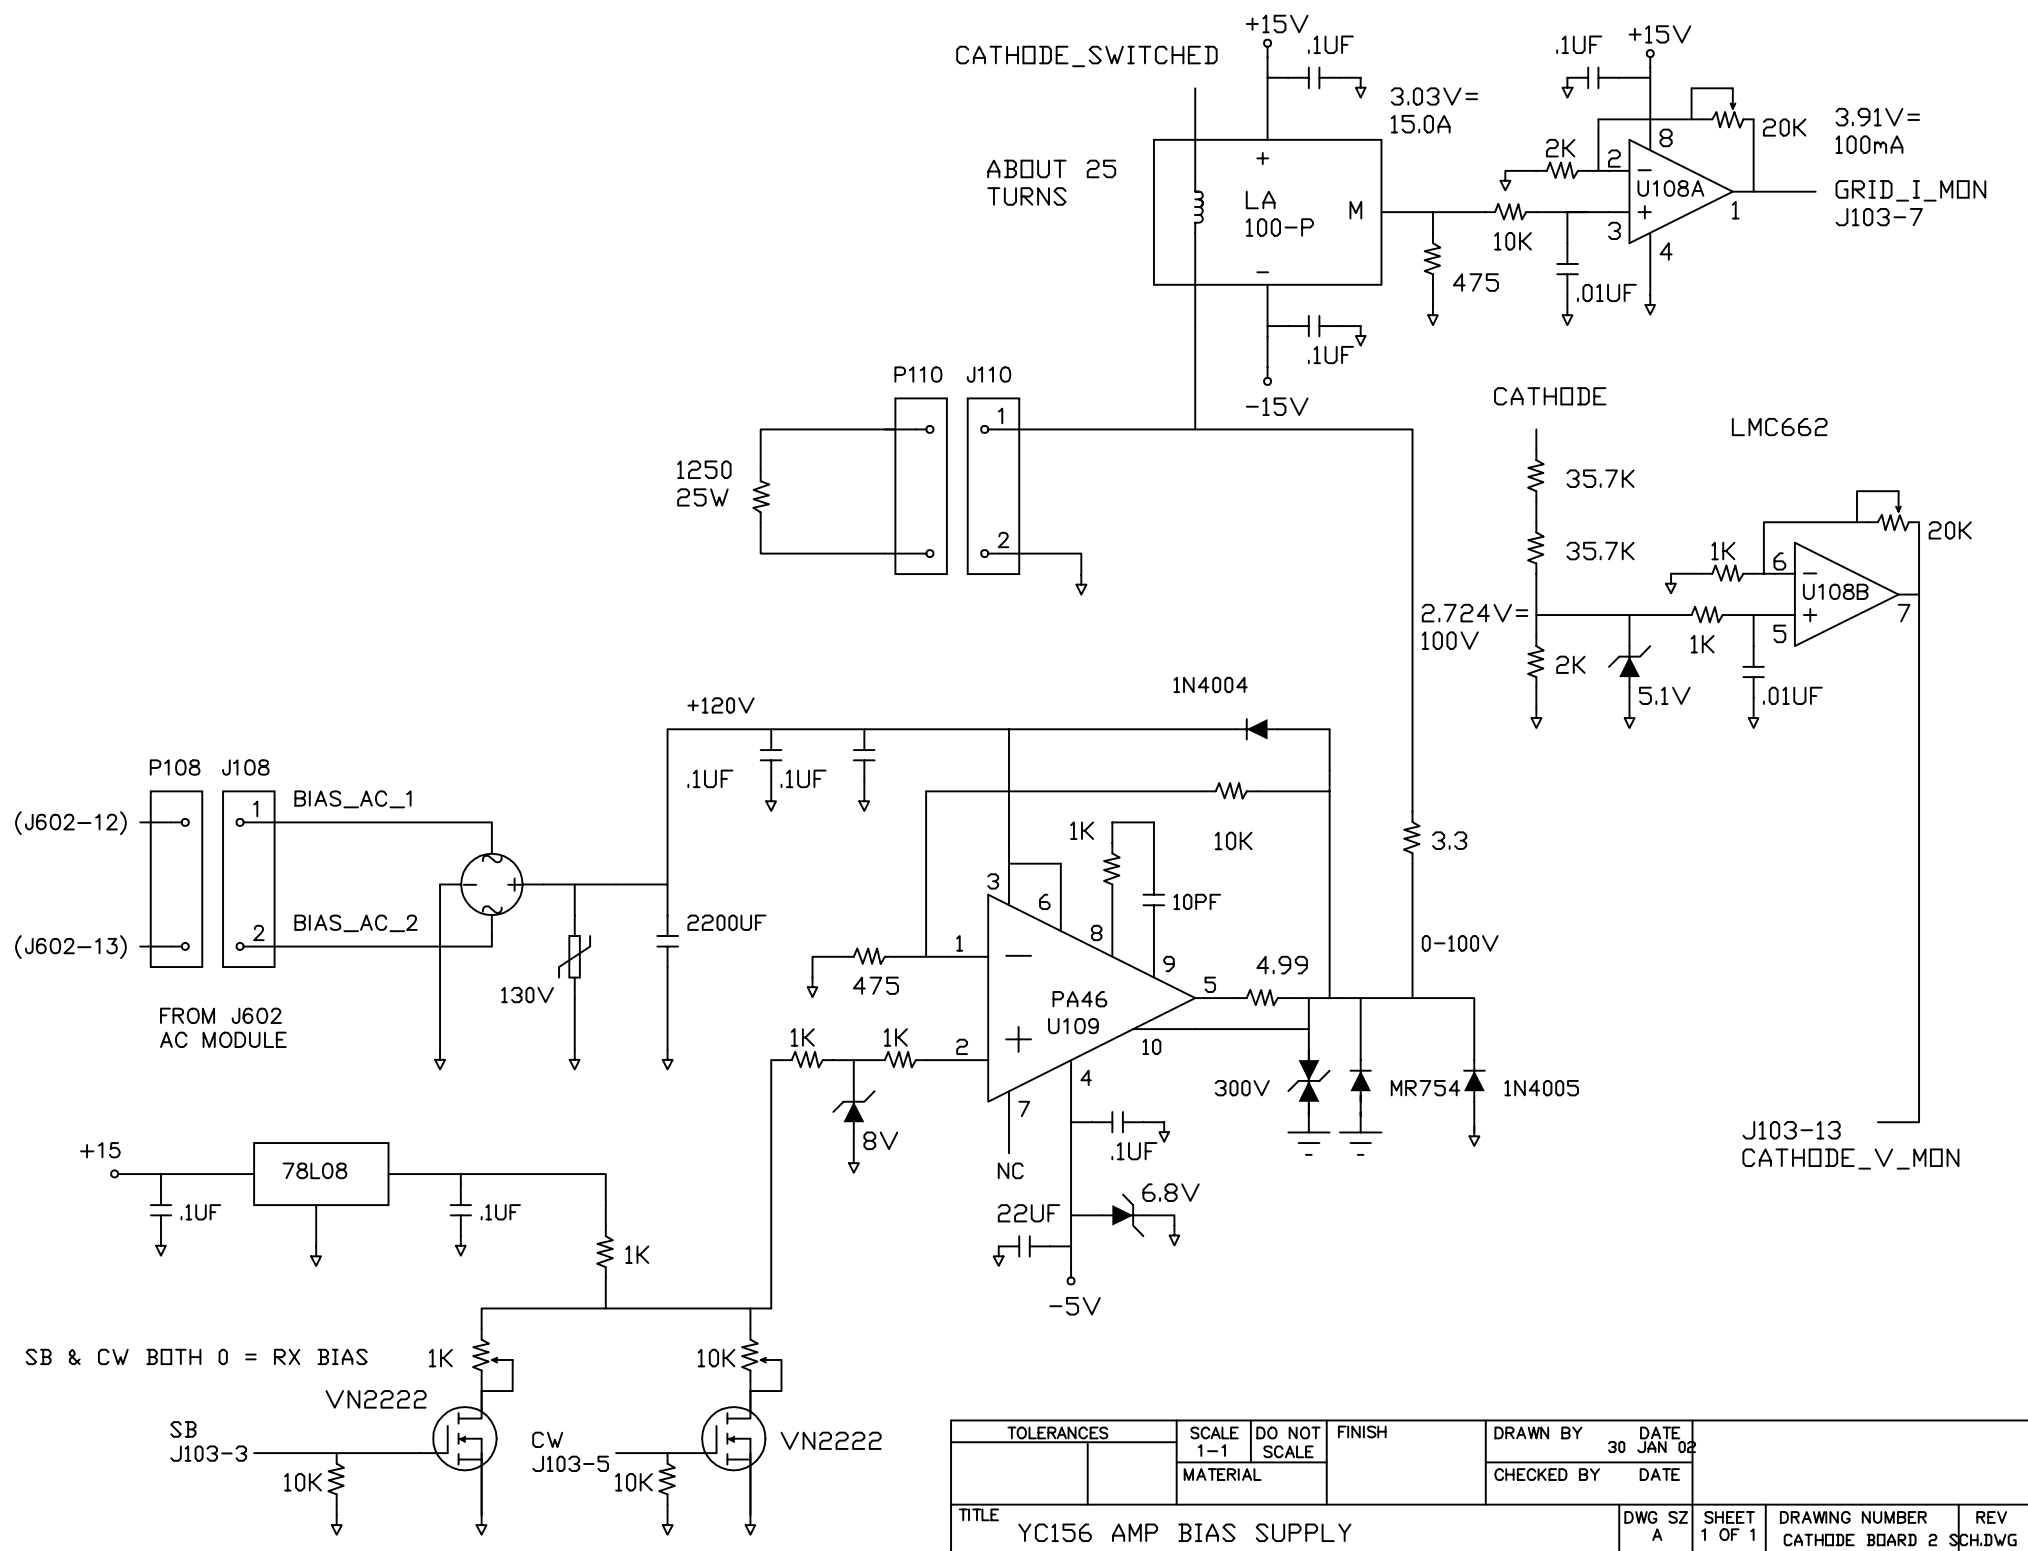 CATHODE_SWITCHED
+15V
.1UF
3.03V=
15.0A
ABOUT 25
TURNS
+
LA
100-P
M
-
.1UF
-15V
475
10K
.01UF
.1UF
+15V
20K
2K
8
2
-
U108A
+
3
1
4
3.91V=
100mA
GRID_I_MON
J103-7
P110
J110
1
2
1250
25W
CATHODE
LMC662
35.7K
35.7K
2.724V=
100V
2K
5.1V
1K
1K
.01UF
6
-
U108B
+
5
7
20K
J103-13
CATHODE_V_MON
+120V
1N4004
.1UF
.1UF
10K
3.3
0-100V
P108
J108
(J602-12)
1
BIAS_AC_1
(J602-13)
2
BIAS_AC_2
-
+
FROM J602
AC MODULE
130V
2200UF
1K
10PF
3
6
8
9
1
-
475
PA46
U109
5
4.99
1K
1K
2
+
10
4
7
NC
8V
300V
MR754
1N4005
.1UF
6.8V
22UF
-5V
+15
78L08
.1UF
.1UF
1K
SB & CW BOTH 0 = RX BIAS
1K
10K
VN2222
VN2222
SB
J103-3
10K
CW
J103-5
10K
TOLERANCES
SCALE
1-1
DO NOT
SCALE
FINISH
MATERIAL
DRAWN BY
DATE
30 JAN 02
CHECKED BY
DATE
TITLE
YC156 AMP BIAS SUPPLY
DWG SZ
A
SHEET
1 OF 1
DRAWING NUMBER
REV
CATHODE BOARD 2 SCH.DWG